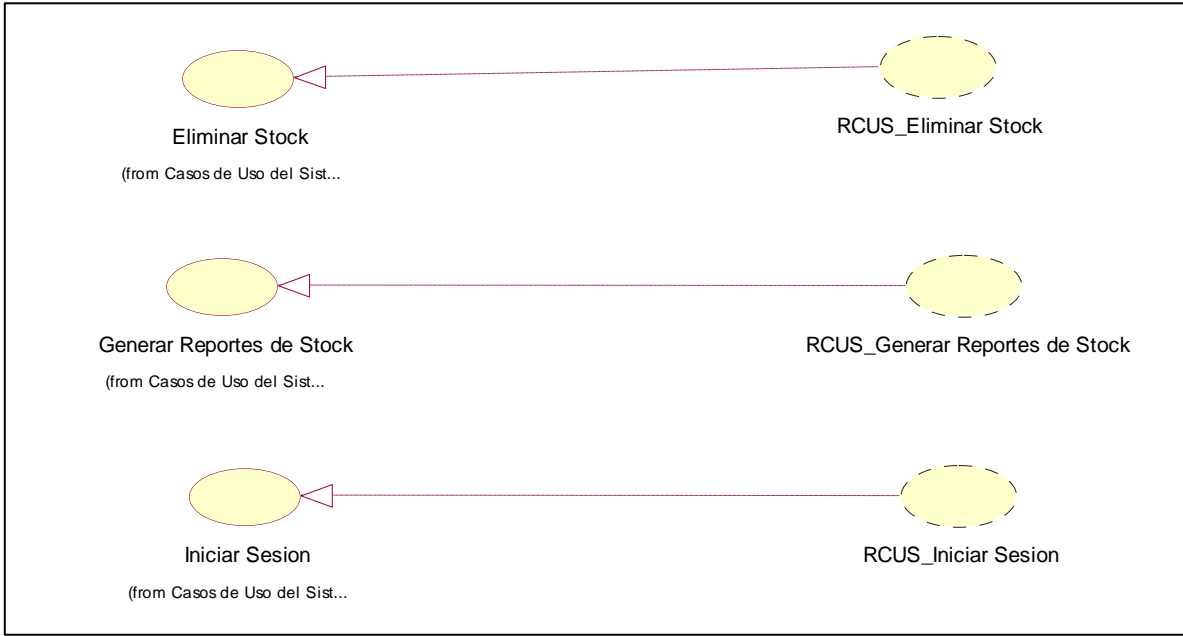 Eliminar Stock
(from Casos de Uso del Sist...
RCUS_Eliminar Stock
Generar Reportes de Stock
(from Casos de Uso del Sist...
RCUS_Generar Reportes de Stock
Iniciar Sesion
(from Casos de Uso del Sist...
RCUS_Iniciar Sesion